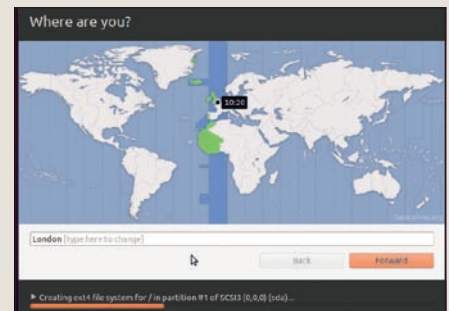 Where are you?
10:20
London (type here to change)
Back
Forward
Creating ext4 file system for / in partition #1 of SCSI3 (0,0,0) (sda)...